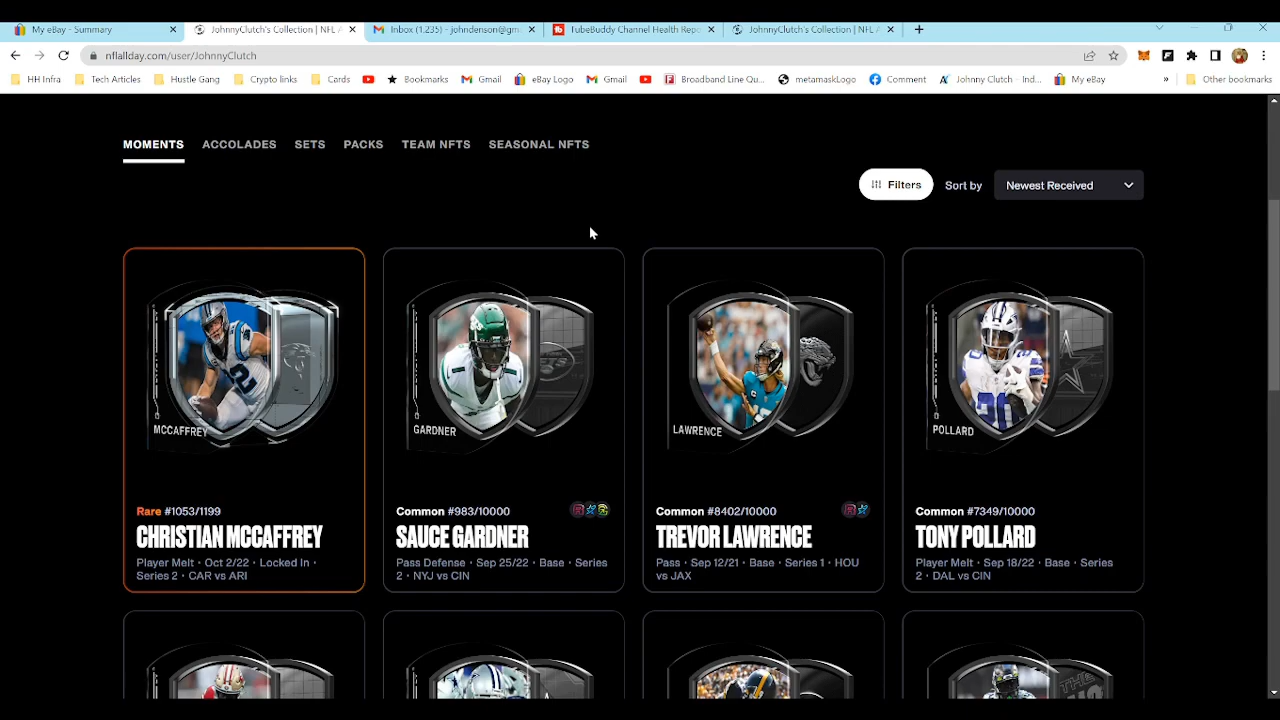 My eBay - Summary
JohnnyClutch's Collection | NFL A
Inbox (1,235) - johndenson@gm
TubeBuddy Channel Health Repo
JohnnyClutch's Collection | NFL A
nflallday.com/user/JohnnyClutch
HH Infra
Tech Articles
Hustle Gang
Crypto links
Cards
Bookmarks
Gmail
eBay Logo
Gmail
Broadband Line Qu...
metamaskLogo
Comment
Johnny Clutch – Ind...
My eBay
»
Other bookmarks
MOMENTS ACCOLADES SETS PACKS TEAM NFTS SEASONAL NFTS
Filters Sort by Newest Received
MCCAFFREY
Rare #1053/1199
CHRISTIAN MCCAFFREY
Player Melt · Oct 2/22 · Locked In ·
Series 2 · CAR vs ARI
GARDNER
Common #983/10000
SAUCE GARDNER
Pass Defense · Sep 25/22 · Base · Series
2 · NYJ vs CIN
LAWRENCE
Common #8402/10000
TREVOR LAWRENCE
Pass · Sep 12/21 · Base · Series 1 · HOU
vs JAX
POLLARD
Common #7349/10000
TONY POLLARD
Player Melt · Sep 18/22 · Base · Series
2 · DAL vs CIN